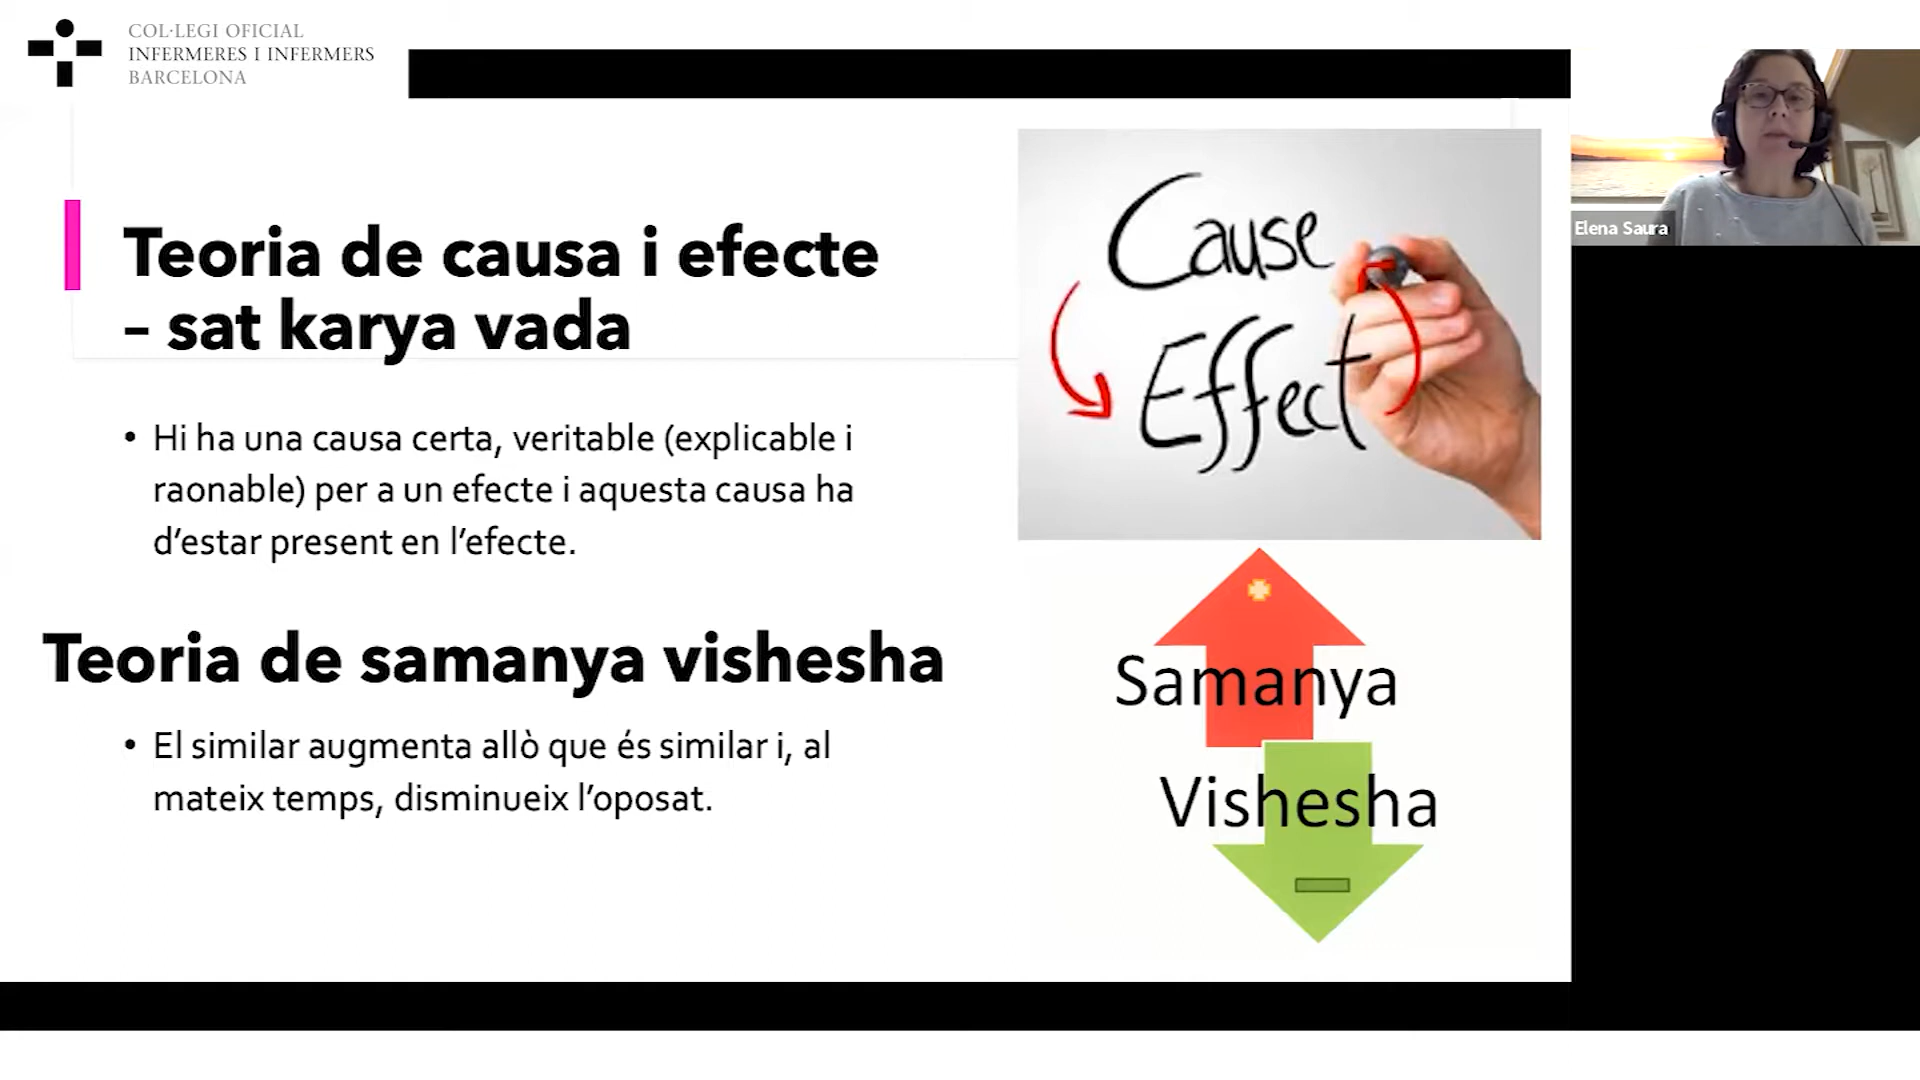 COL·LEGI OFICIAL
INFERMERES I INFERMERS
BARCELONA
Elena Saura
Teoria de causa i efecte
– sat karya vada
Cause
Effect
• Hi ha una causa certa, veritable (explicable i
raonable) per a un efecte i aquesta causa ha
d’estar present en l’efecte.
Teoria de samanya vishesha
• El similar augmenta allò que és similar i, al
mateix temps, disminueix l’oposat.
Samanya
Vishesha